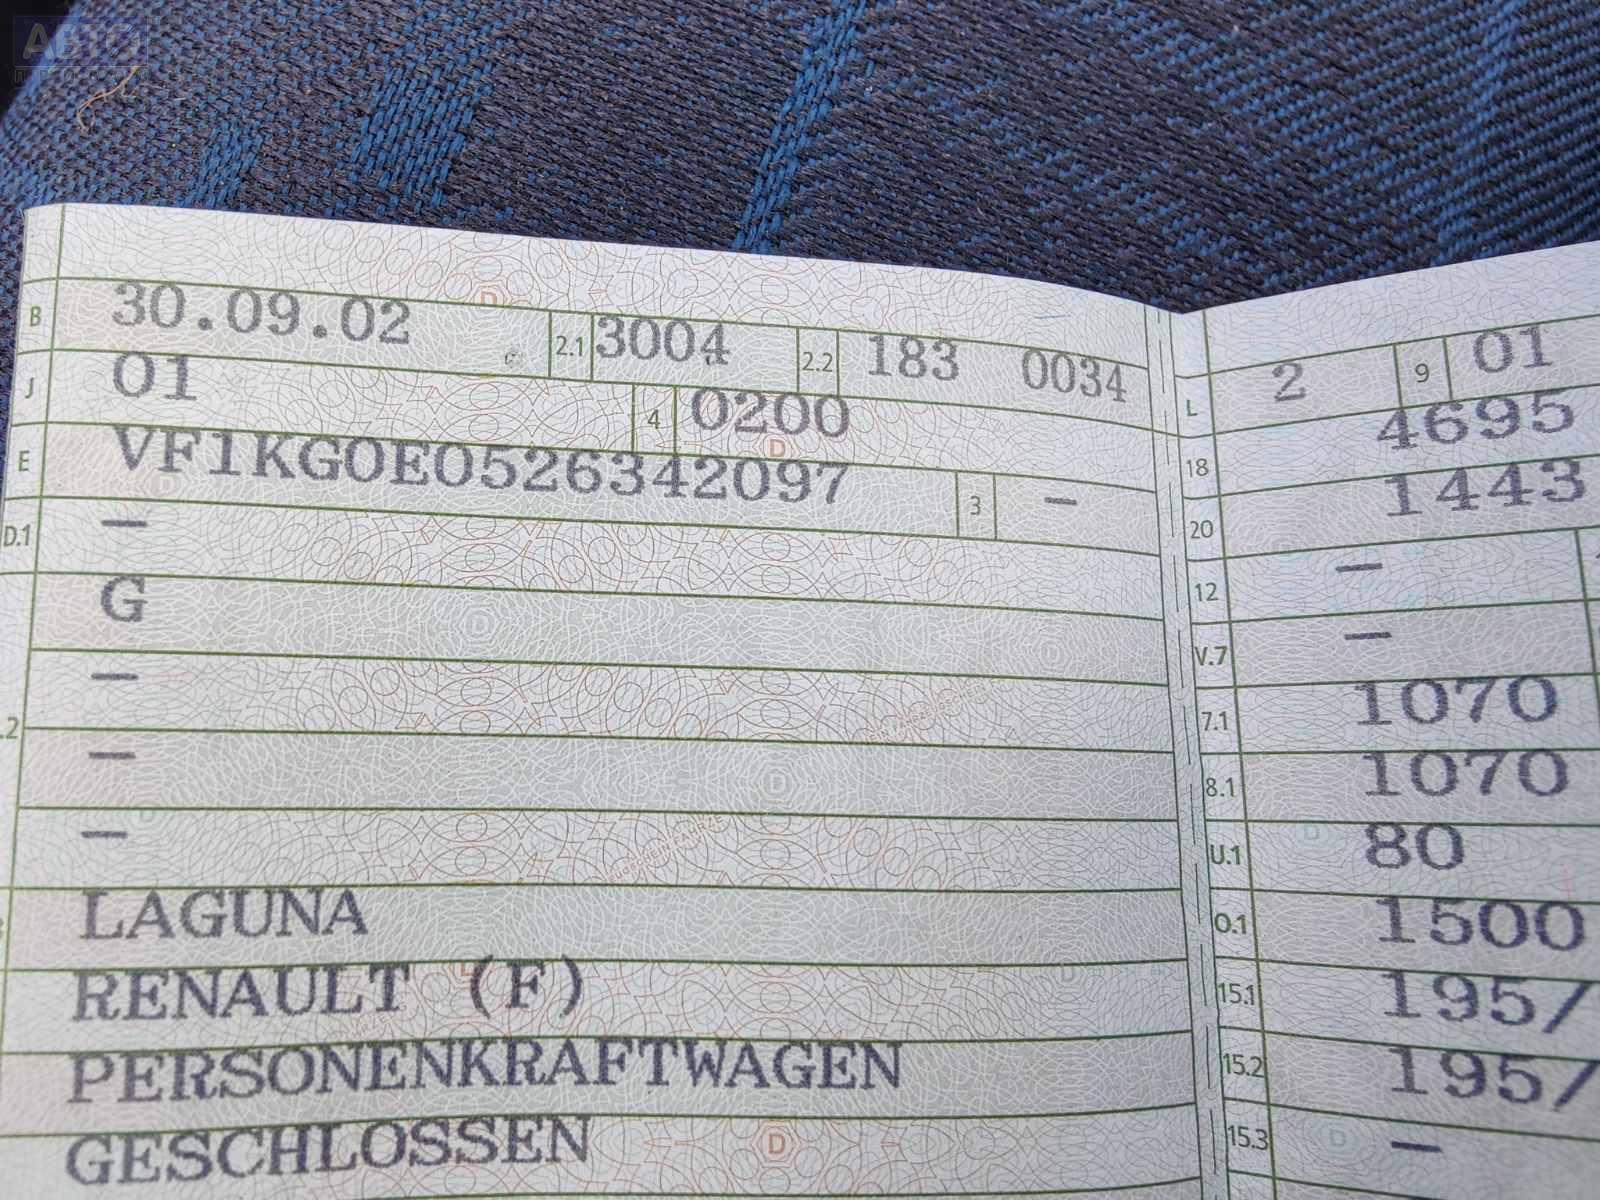 АВТО
B 30.09.02 2.1 3004 2.2 183 0034
J 01 4 0200
E VF1KG0E0526342097 3 –
D.1 –
G
–
.2 –
–
LAGUNA
RENAULT (F)
PERSONENKRAFTWAGEN
GESCHLOSSEN
L 2 9 01
18 4695
20 1443
12 –
V.7 –
7.1 1070
8.1 1070
U.1 80
O.1 1500
15.1 195/
15.2 195/
15.3 –